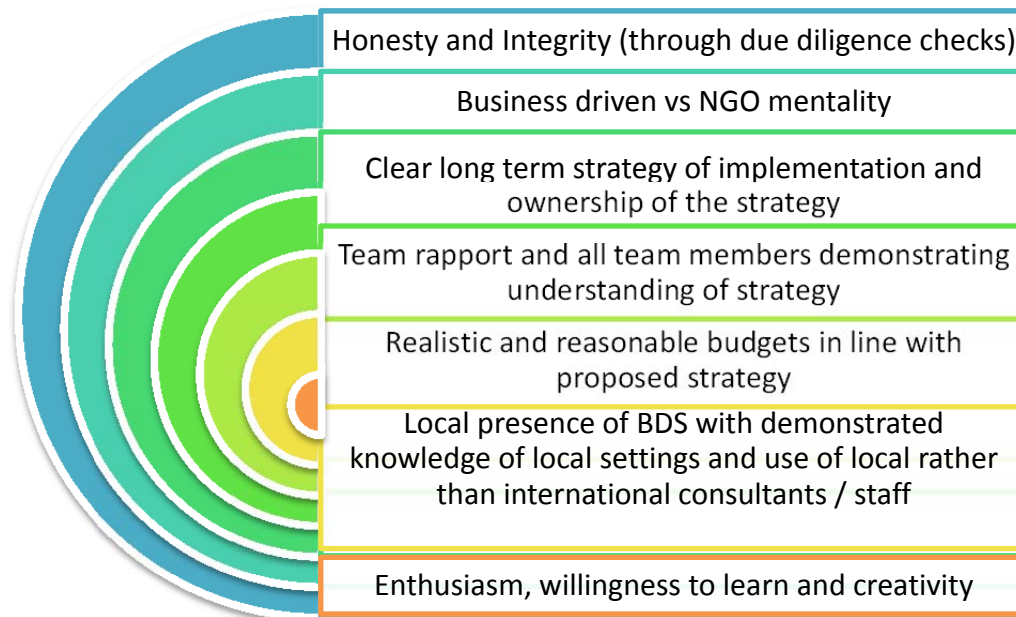 Honesty and Integrity (through due diligence checks)
Business driven vs NGO mentality
Clear long term strategy of implementation and
ownership of the strategy
Team rapport and all team members demonstrating
understanding of strategy
Realistic and reasonable budgets in line with
proposed strategy
Local presence of BDS with demonstrated
knowledge of local settings and use of local rather
than international consultants / staff
Enthusiasm, willingness to learn and creativity